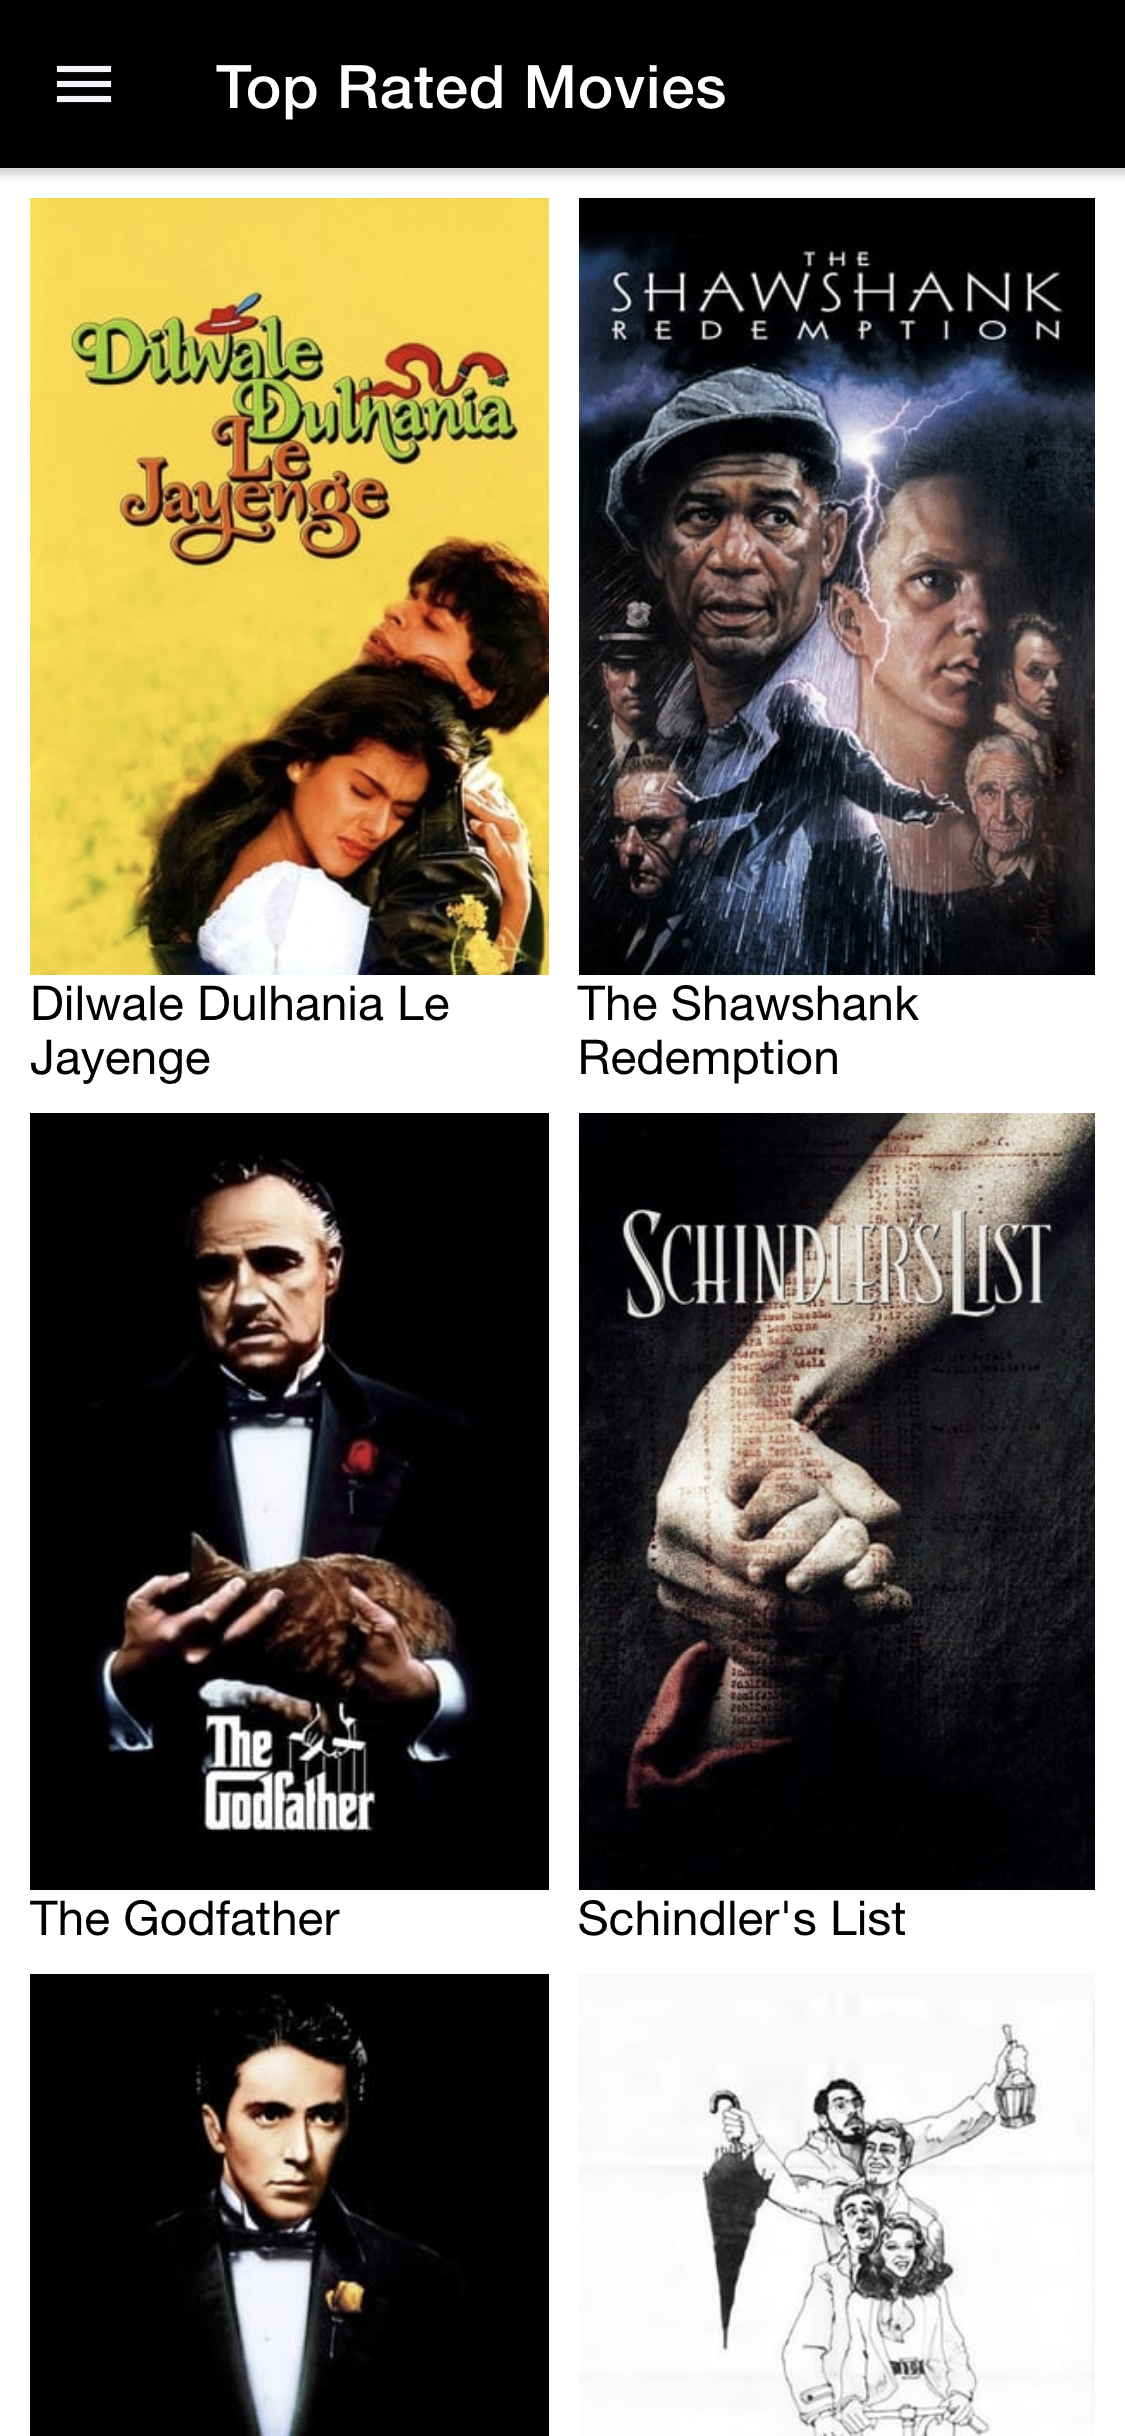 Top Rated Movies
Dilwale
Dulhania
Le
Jayenge
THE
SHAWSHANK
REDEMPTION
Dilwale Dulhania Le
Jayenge
The Shawshank
Redemption
The
Godfather
SCHINDLER'S LIST
The Godfather
Schindler's List